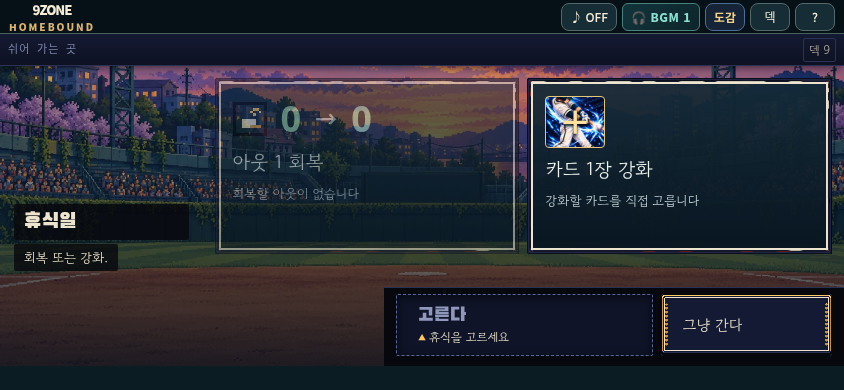 9ZONE
HOMEBOUND
♪ OFF
🎧 BGM 1
도감
덱
?
쉬어 가는 곳
덱 9
0 → 0
아웃 1 회복
회복할 아웃이 없습니다
카드 1장 강화
강화할 카드를 직접 고릅니다
휴식일
회복 또는 강화.
고른다
▲ 휴식을 고르세요
그냥 간다